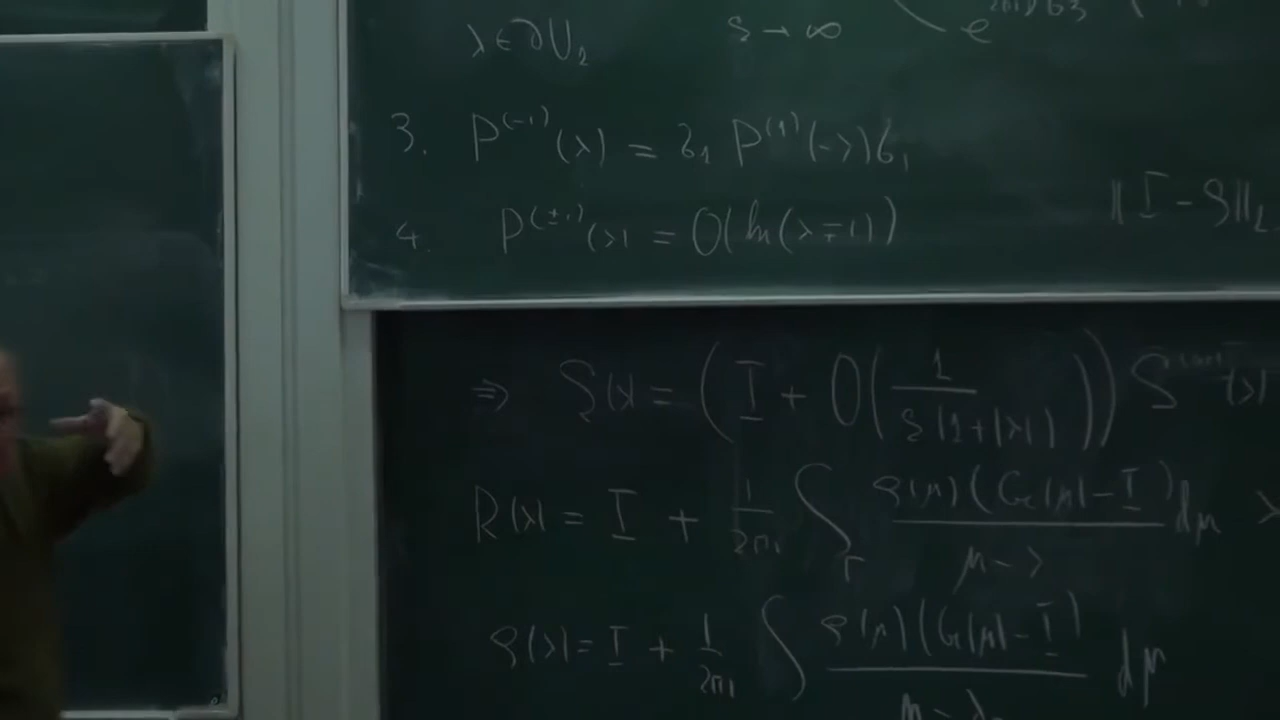 λ∈∂U₂ s→∞ e
3. P⁽⁻¹⁾(λ) = σ₁ P⁽¹⁾(-λ)σ₁
4. P⁽±¹⁾(λ) = O(ln(λ∓1))
‖I-ρ‖_L₂
⇒ S(λ) = (I + O(1/(s(1+|λ|)))) S (λ)
R(λ) = I + 1/(2πi) ∫_Γ ρ(μ)(G(μ)-I)/(μ-λ) dμ
ρ(λ) = I + 1/(2πi) ∫ ρ(μ)(G(μ)-I)/(μ-λ) dμ